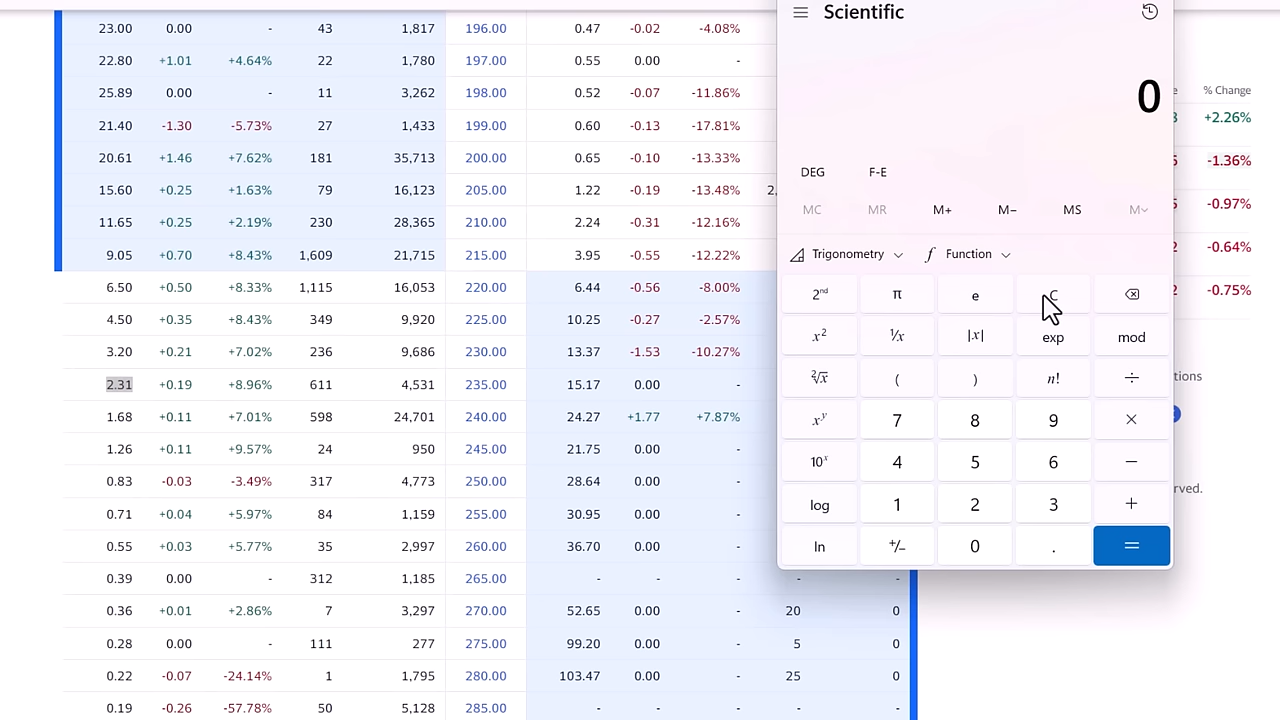 23.00 0.00 - 43 1,817 196.00 0.47 -0.02 -4.08%
22.80 +1.01 +4.64% 22 1,780 197.00 0.55 0.00 -
25.89 0.00 - 11 3,262 198.00 0.52 -0.07 -11.86%
21.40 -1.30 -5.73% 27 1,433 199.00 0.60 -0.13 -17.81%
20.61 +1.46 +7.62% 181 35,713 200.00 0.65 -0.10 -13.33%
15.60 +0.25 +1.63% 79 16,123 205.00 1.22 -0.19 -13.48% 2,
11.65 +0.25 +2.19% 230 28,365 210.00 2.24 -0.31 -12.16%
9.05 +0.70 +8.43% 1,609 21,715 215.00 3.95 -0.55 -12.22%
6.50 +0.50 +8.33% 1,115 16,053 220.00 6.44 -0.56 -8.00%
4.50 +0.35 +8.43% 349 9,920 225.00 10.25 -0.27 -2.57%
3.20 +0.21 +7.02% 236 9,686 230.00 13.37 -1.53 -10.27%
2.31 +0.19 +8.96% 611 4,531 235.00 15.17 0.00 -
1.68 +0.11 +7.01% 598 24,701 240.00 24.27 +1.77 +7.87%
1.26 +0.11 +9.57% 24 950 245.00 21.75 0.00 -
0.83 -0.03 -3.49% 317 4,773 250.00 28.64 0.00 -
0.71 +0.04 +5.97% 84 1,159 255.00 30.95 0.00 -
0.55 +0.03 +5.77% 35 2,997 260.00 36.70 0.00 -
0.39 0.00 - 312 1,185 265.00 - - - - -
0.36 +0.01 +2.86% 7 3,297 270.00 52.65 0.00 - 20 0
0.28 0.00 - 111 277 275.00 99.20 0.00 - 5 0
0.22 -0.07 -24.14% 1 1,795 280.00 103.47 0.00 - 25 0
0.19 -0.26 -57.78% 50 5,128 285.00 - - - - -
Scientific
0
DEG F-E
MC MR M+ M− MS M
Trigonometry f Function
2nd π e C
x² ¹/x |x| exp mod
²√x ( ) n! ÷
xʸ 7 8 9 ×
10ˣ 4 5 6 −
log 1 2 3 +
ln +/− 0 . =
% Change
+2.26%
-1.36%
-0.97%
-0.64%
-0.75%
tions
rved.